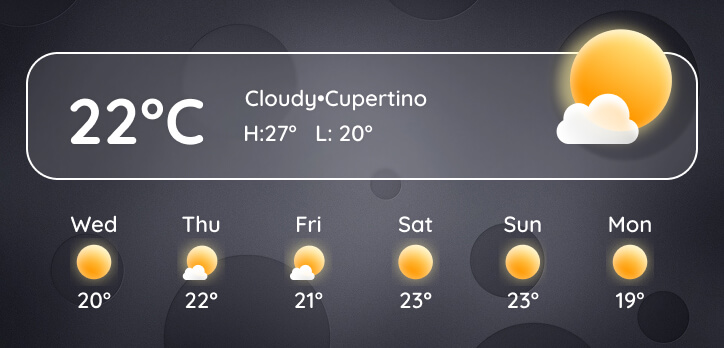 22°C
Cloudy•Cupertino
H:27° L: 20°
Wed Thu Fri Sat Sun Mon
20° 22° 21° 23° 23° 19°